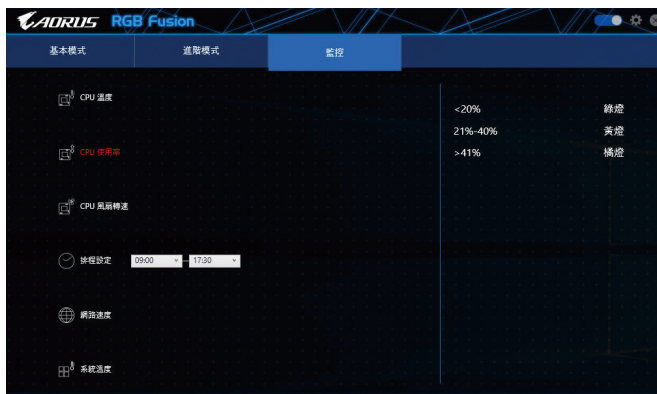 AORUS RGB Fusion
基本模式 進階模式 監控
CPU 溫度
CPU 使用率
CPU 風扇轉速
排程設定 09:00 17:30
網路速度
系統溫度
<20% 綠燈
21%-40% 黃燈
>41% 橘燈